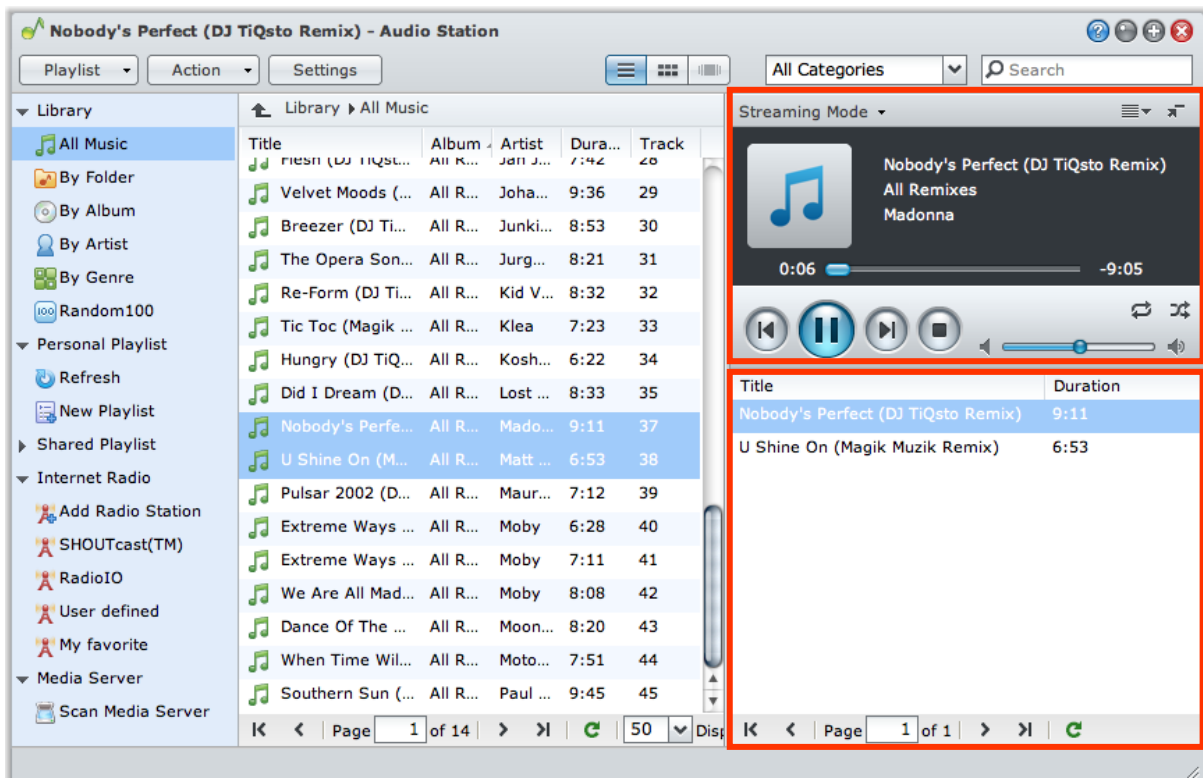 Nobody's Perfect (DJ TiQsto Remix) - Audio Station
Playlist Action Settings All Categories Search
Library
All Music
By Folder
By Album
By Artist
By Genre
100 Random100
Personal Playlist
Refresh
New Playlist
Shared Playlist
Internet Radio
Add Radio Station
SHOUTcast(TM)
RadioIO
User defined
My favorite
Media Server
Scan Media Server
Library All Music
Title Album Artist Dura... Track
Flesh (DJ TiQst... All R... Jan J... 7:42 28
Velvet Moods (... All R... Joha... 9:36 29
Breezer (DJ Ti... All R... Junki... 8:53 30
The Opera Son... All R... Jurg... 8:21 31
Re-Form (DJ Ti... All R... Kid V... 8:32 32
Tic Toc (Magik ... All R... Klea 7:23 33
Hungry (DJ TiQ... All R... Kosh... 6:22 34
Did I Dream (D... All R... Lost ... 8:33 35
Nobody's Perfe... All R... Mado... 9:11 37
U Shine On (M... All R... Matt ... 6:53 38
Pulsar 2002 (D... All R... Maur... 7:12 39
Extreme Ways ... All R... Moby 6:28 40
Extreme Ways ... All R... Moby 7:11 41
We Are All Mad... All R... Moby 8:08 42
Dance Of The ... All R... Moon... 8:20 43
When Time Wil... All R... Moto... 7:51 44
Southern Sun (... All R... Paul ... 9:45 45
Page 1 of 14 50 Disp
Streaming Mode
Nobody's Perfect (DJ TiQsto Remix)
All Remixes
Madonna
0:06 -9:05
Title Duration
Nobody's Perfect (DJ TiQsto Remix) 9:11
U Shine On (Magik Muzik Remix) 6:53
Page 1 of 1